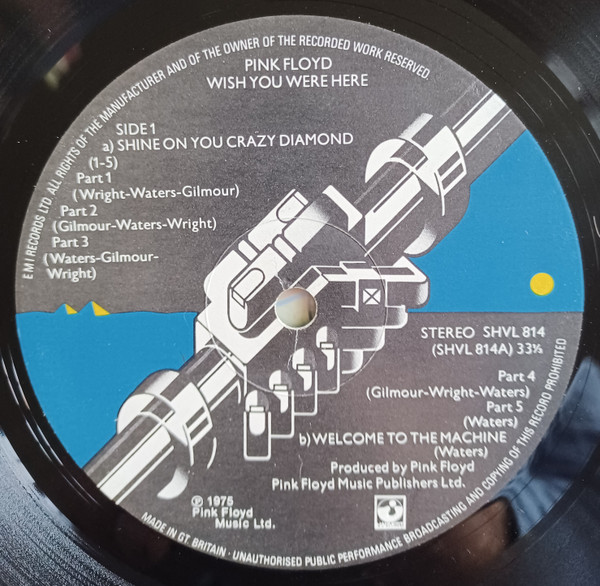 EMI RECORDS LTD. ALL RIGHTS OF THE MANUFACTURER AND OF THE OWNER OF THE RECORDED WORK RESERVED.
PINK FLOYD
WISH YOU WERE HERE
SIDE 1
a) SHINE ON YOU CRAZY DIAMOND
(1-5)
Part 1
(Wright-Waters-Gilmour)
Part 2
(Gilmour-Waters-Wright)
Part 3
(Waters-Gilmour-
Wright)
STEREO SHVL 814
(SHVL 814A) 33⅓
Part 4
(Gilmour-Wright-Waters)
Part 5
(Waters)
b) WELCOME TO THE MACHINE
(Waters)
Produced by Pink Floyd
Pink Floyd Music Publishers Ltd.
℗ 1975
Pink Floyd
Music Ltd.
MADE IN GT. BRITAIN · UNAUTHORISED PUBLIC PERFORMANCE BROADCASTING AND COPYING OF THIS RECORD PROHIBITED